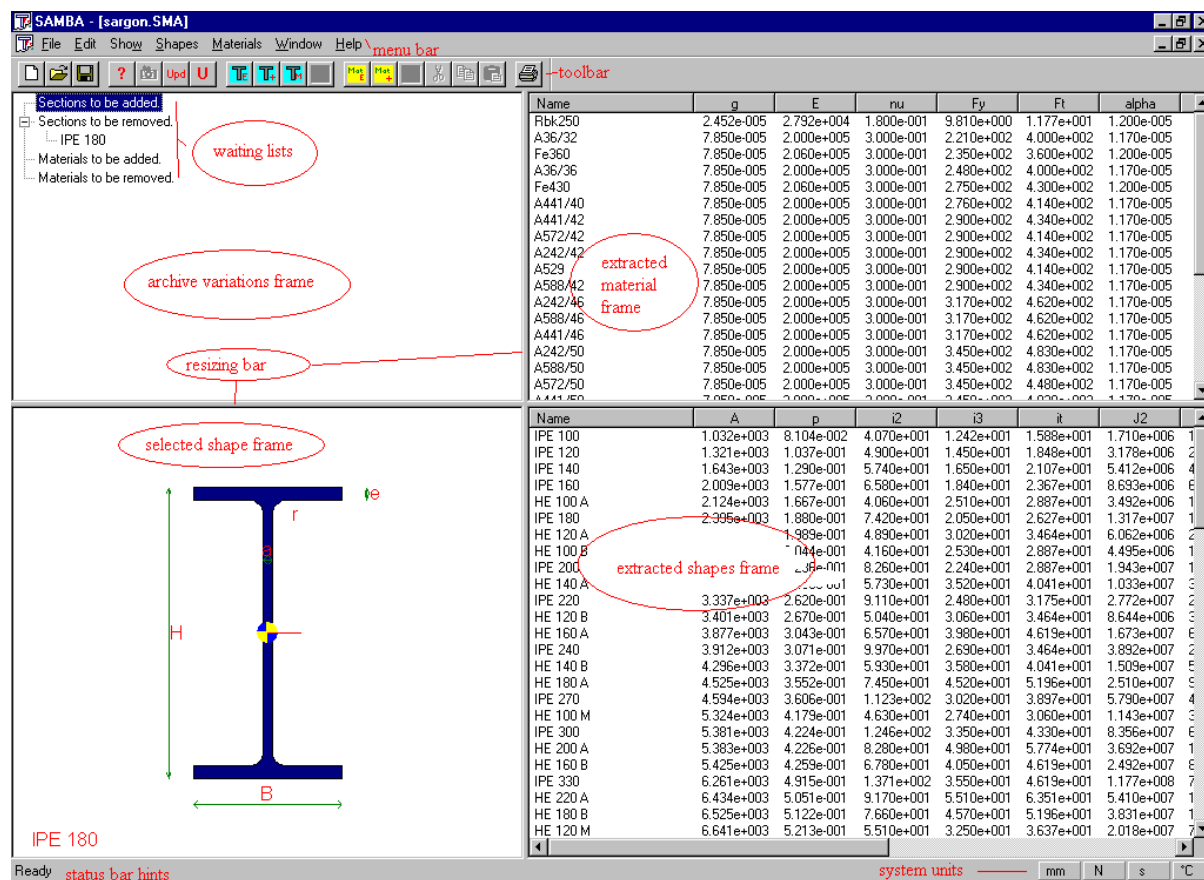 SAMBA - [sargon.SMA]
File Edit Show Shapes Materials Window Help menu bar
? Upd U TE T+ TM Mat E Mat + toolbar
Sections to be added.
Sections to be removed.
IPE 180
Materials to be added.
Materials to be removed.
waiting lists
archive variations frame
resizing bar
Name g E nu Fy Ft alpha
Rbk250 2.452e-005 2.792e+004 1.800e-001 9.810e+000 1.177e+001 1.200e-005
A36/32 7.850e-005 2.000e+005 3.000e-001 2.210e+002 4.000e+002 1.170e-005
Fe360 7.850e-005 2.060e+005 3.000e-001 2.350e+002 3.600e+002 1.200e-005
A36/36 7.850e-005 2.000e+005 3.000e-001 2.480e+002 4.000e+002 1.170e-005
Fe430 7.850e-005 2.060e+005 3.000e-001 2.750e+002 4.300e+002 1.200e-005
A441/40 7.850e-005 2.000e+005 3.000e-001 2.760e+002 4.140e+002 1.170e-005
A441/42 7.850e-005 2.000e+005 3.000e-001 2.900e+002 4.340e+002 1.170e-005
A572/42 7.850e-005 2.000e+005 3.000e-001 2.900e+002 4.140e+002 1.170e-005
A242/42 7.850e-005 2.000e+005 3.000e-001 2.900e+002 4.340e+002 1.170e-005
A529 7.850e-005 2.000e+005 3.000e-001 2.900e+002 4.140e+002 1.170e-005
A588/42 7.850e-005 2.000e+005 3.000e-001 2.900e+002 4.340e+002 1.170e-005
A242/46 7.850e-005 2.000e+005 3.000e-001 3.170e+002 4.620e+002 1.170e-005
A588/46 7.850e-005 2.000e+005 3.000e-001 3.170e+002 4.620e+002 1.170e-005
A441/46 7.850e-005 2.000e+005 3.000e-001 3.170e+002 4.620e+002 1.170e-005
A242/50 7.850e-005 2.000e+005 3.000e-001 3.450e+002 4.830e+002 1.170e-005
A588/50 7.850e-005 2.000e+005 3.000e-001 3.450e+002 4.830e+002 1.170e-005
A572/50 7.850e-005 2.000e+005 3.000e-001 3.450e+002 4.480e+002 1.170e-005
extracted
material
frame
selected shape frame
e
r
a
H
B
IPE 180
Name A p i2 i3 it J2
IPE 100 1.032e+003 8.104e-002 4.070e+001 1.242e+001 1.588e+001 1.710e+006
IPE 120 1.321e+003 1.037e-001 4.900e+001 1.450e+001 1.848e+001 3.178e+006
IPE 140 1.643e+003 1.290e-001 5.740e+001 1.650e+001 2.107e+001 5.412e+006
IPE 160 2.009e+003 1.577e-001 6.580e+001 1.840e+001 2.367e+001 8.693e+006
HE 100 A 2.124e+003 1.667e-001 4.060e+001 2.510e+001 2.887e+001 3.492e+006
IPE 180 2.395e+003 1.880e-001 7.420e+001 2.050e+001 2.627e+001 1.317e+007
HE 120 A 1.989e-001 4.890e+001 3.020e+001 3.464e+001 6.062e+006
HE 100 B 4.160e+001 2.530e+001 2.887e+001 4.495e+006
IPE 200 8.260e+001 2.240e+001 2.887e+001 1.943e+007
HE 140 A 5.730e+001 3.520e+001 4.041e+001 1.033e+007
IPE 220 3.337e+003 2.620e-001 9.110e+001 2.480e+001 3.175e+001 2.772e+007
HE 120 B 3.401e+003 2.670e-001 5.040e+001 3.060e+001 3.464e+001 8.644e+006
HE 160 A 3.877e+003 3.043e-001 6.570e+001 3.980e+001 4.619e+001 1.673e+007
IPE 240 3.912e+003 3.071e-001 9.970e+001 2.690e+001 3.464e+001 3.892e+007
HE 140 B 4.296e+003 3.372e-001 5.930e+001 3.580e+001 4.041e+001 1.509e+007
HE 180 A 4.525e+003 3.552e-001 7.450e+001 4.520e+001 5.196e+001 2.510e+007
IPE 270 4.594e+003 3.606e-001 1.123e+002 3.020e+001 3.897e+001 5.790e+007
HE 100 M 5.324e+003 4.179e-001 4.630e+001 2.740e+001 3.060e+001 1.143e+007
IPE 300 5.381e+003 4.224e-001 1.246e+002 3.350e+001 4.330e+001 8.356e+007
HE 200 A 5.383e+003 4.226e-001 8.280e+001 4.980e+001 5.774e+001 3.692e+007
HE 160 B 5.425e+003 4.259e-001 6.780e+001 4.050e+001 4.619e+001 2.492e+007
IPE 330 6.261e+003 4.915e-001 1.371e+002 3.550e+001 4.619e+001 1.177e+008
HE 220 A 6.434e+003 5.051e-001 9.170e+001 5.510e+001 6.351e+001 5.410e+007
HE 180 B 6.525e+003 5.122e-001 7.660e+001 4.570e+001 5.196e+001 3.831e+007
HE 120 M 6.641e+003 5.213e-001 5.510e+001 3.250e+001 3.637e+001 2.018e+007
extracted shapes frame
Ready status bar hints system units mm N s °C